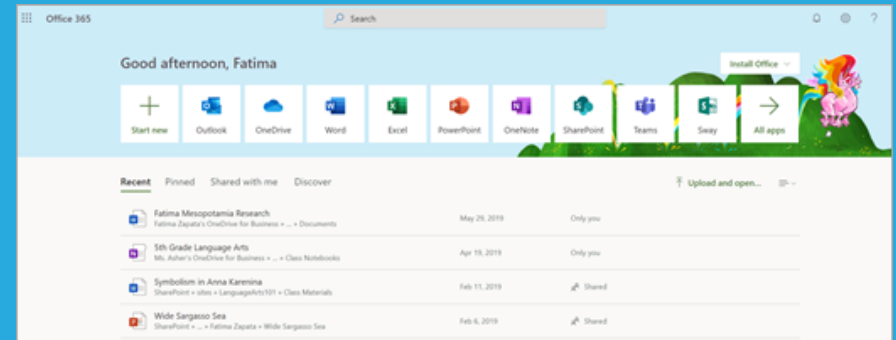 Office 365
Search
?
Good afternoon, Fatima
Install Office
Start new
Outlook
OneDrive
Word
Excel
PowerPoint
OneNote
SharePoint
Teams
Sway
All apps
Recent Pinned Shared with me Discover
Upload and open...
Fatima Mesopotamia Research May 29, 2019 Only you
Fatima Zapata's OneDrive for Business » ... » Documents
5th Grade Language Arts Apr 19, 2019 Only you
Ms. Asher's OneDrive for Business » ... » Class Notebooks
Symbolism in Anna Karenina Feb 11, 2019 Shared
SharePoint » sites » LanguageArts101 » Class Materials
Wide Sargasso Sea Feb 6, 2019 Shared
SharePoint » ... » Fatima Zapata » Wide Sargasso Sea